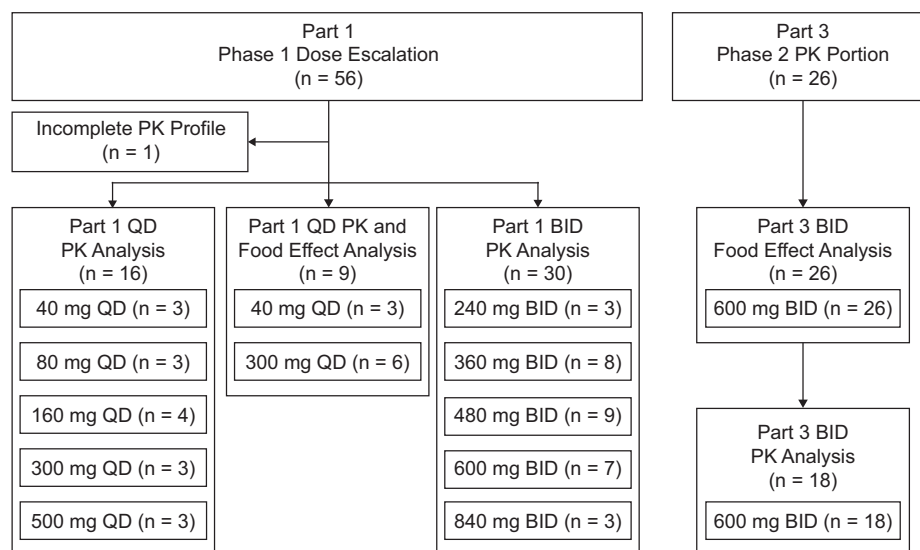 Part 1
Phase 1 Dose Escalation
(n = 56)
Part 3
Phase 2 PK Portion
(n = 26)
Incomplete PK Profile
(n = 1)
Part 1 QD
PK Analysis
(n = 16)
40 mg QD (n = 3)
80 mg QD (n = 3)
160 mg QD (n = 4)
300 mg QD (n = 3)
500 mg QD (n = 3)
Part 1 QD PK and
Food Effect Analysis
(n = 9)
40 mg QD (n = 3)
300 mg QD (n = 6)
Part 1 BID
PK Analysis
(n = 30)
240 mg BID (n = 3)
360 mg BID (n = 8)
480 mg BID (n = 9)
600 mg BID (n = 7)
840 mg BID (n = 3)
Part 3 BID
Food Effect Analysis
(n = 26)
600 mg BID (n = 26)
Part 3 BID
PK Analysis
(n = 18)
600 mg BID (n = 18)